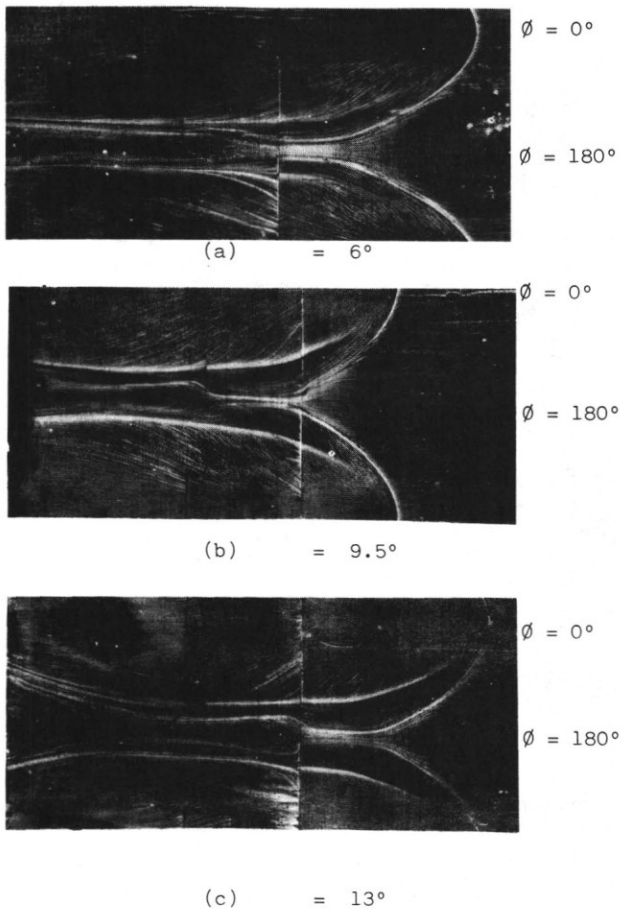 Ø = 0°
Ø = 180°
(a) = 6°
Ø = 0°
Ø = 180°
(b) = 9.5°
Ø = 0°
Ø = 180°
(c) = 13°